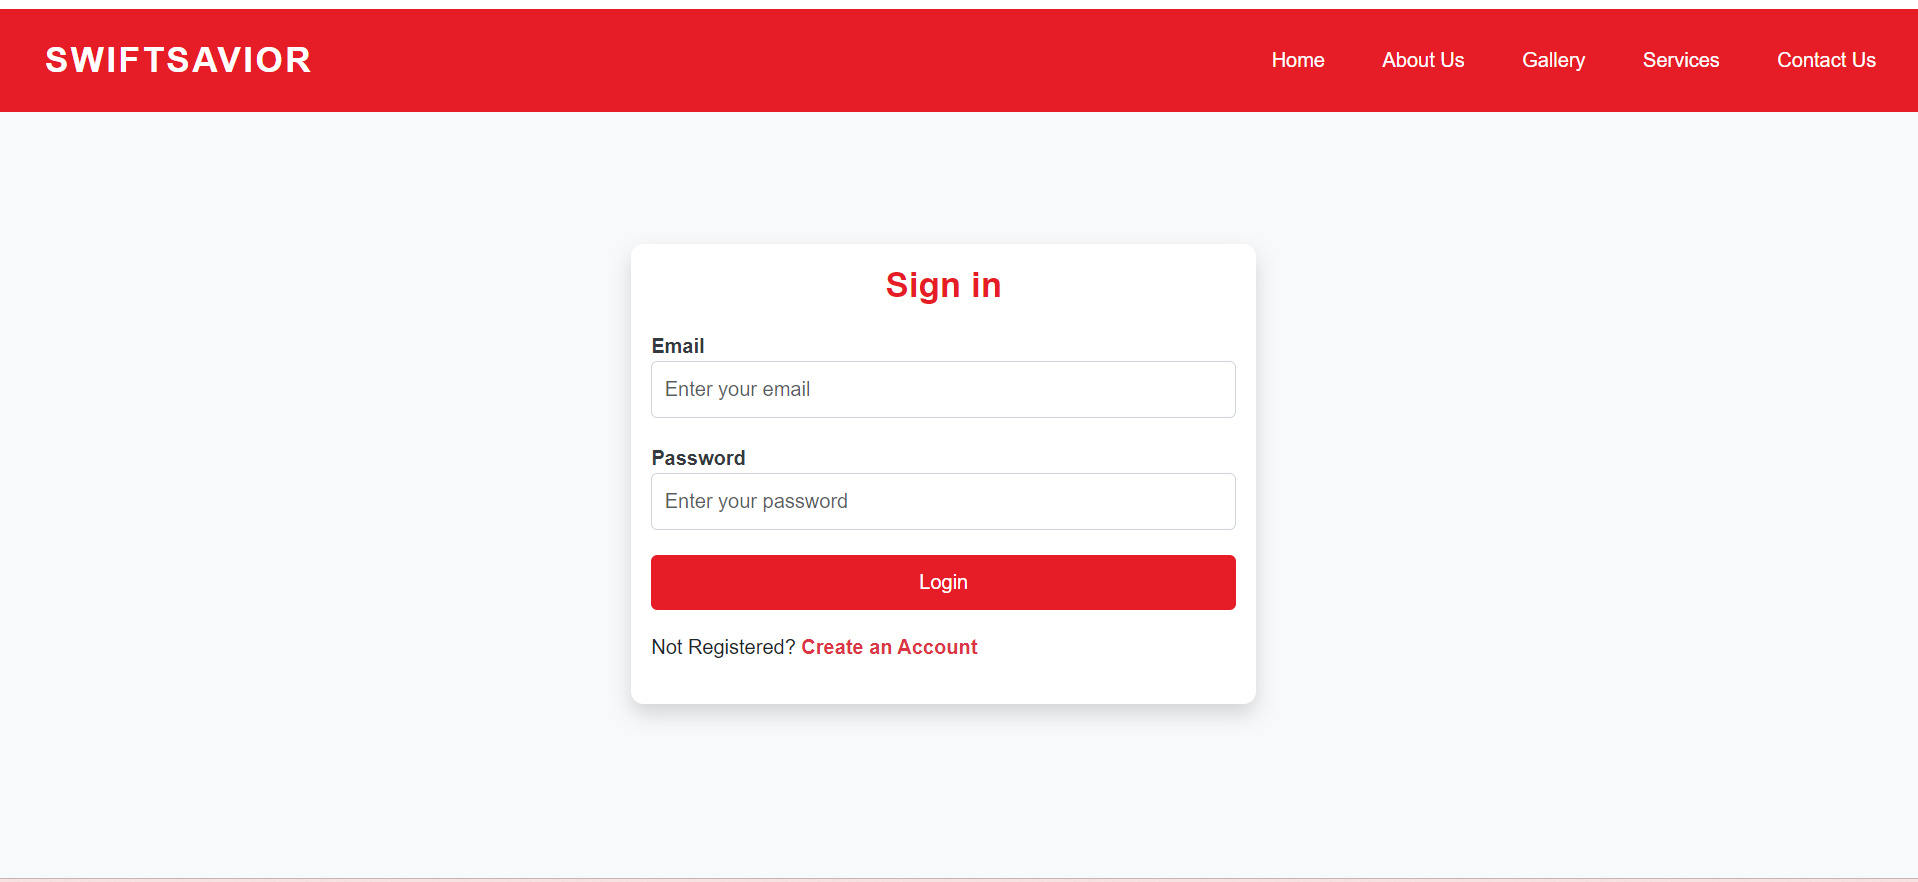 SWIFTSAVIOR Home About Us Gallery Services Contact Us
Sign in
Email
Enter your email
Password
Enter your password
Login
Not Registered? Create an Account